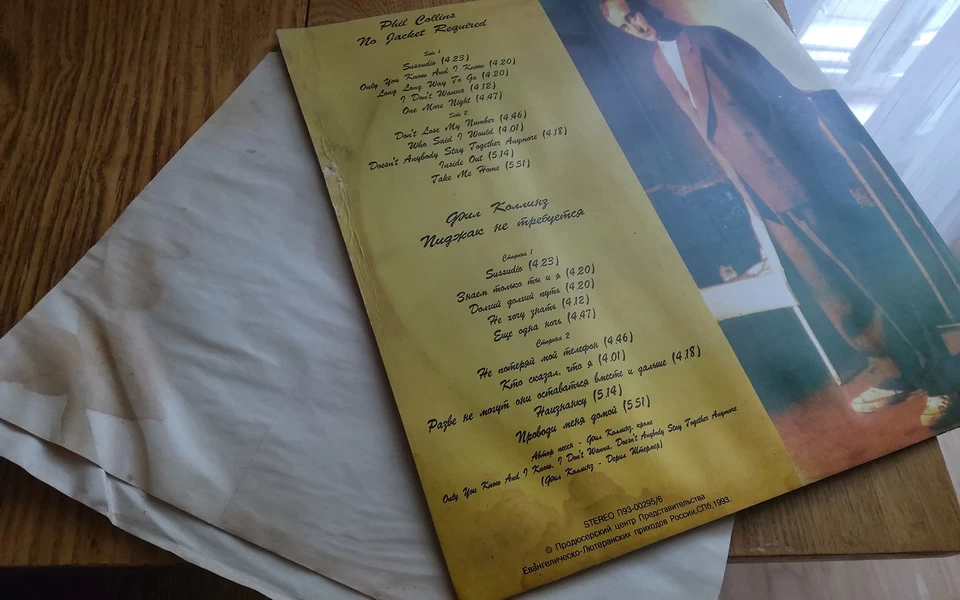 Phil Collins
No Jacket Required
Side 1
Sussudio (4.23)
Only You Know And I Know (4.20)
Long Long Way To Go (4.20)
I Don't Wanna (4.12)
One More Night (4.47)
Side 2
Don't Lose My Number (4.46)
Who Said I Would (4.01)
Doesn't Anybody Stay Together Anymore (4.18)
Inside Out (5.14)
Take Me Home (5.51)
Фил Коллинз
Пиджак не требуется
Сторона 1
Sussudio (4.23)
Знаем только ты и я (4.20)
Долгий долгий путь (4.20)
Не хочу знать (4.12)
Еще одна ночь (4.47)
Сторона 2
Не потеряй мой телефон (4.46)
Кто сказал, что я (4.01)
Разве не могут они оставаться вместе и дальше (4.18)
Наизнанку (5.14)
Проводи меня домой (5.51)
Автор песен - Фил Коллинз, кроме
Only You Know And I Know, I Don't Wanna, Doesn't Anybody Stay Together Anymore
(Фил Коллинз - Дерил Штермер)
STEREO П93-00295/6
© Продюсерский центр Представительства
Евангелическо-Лютеранских приходов России,СПб,1993.